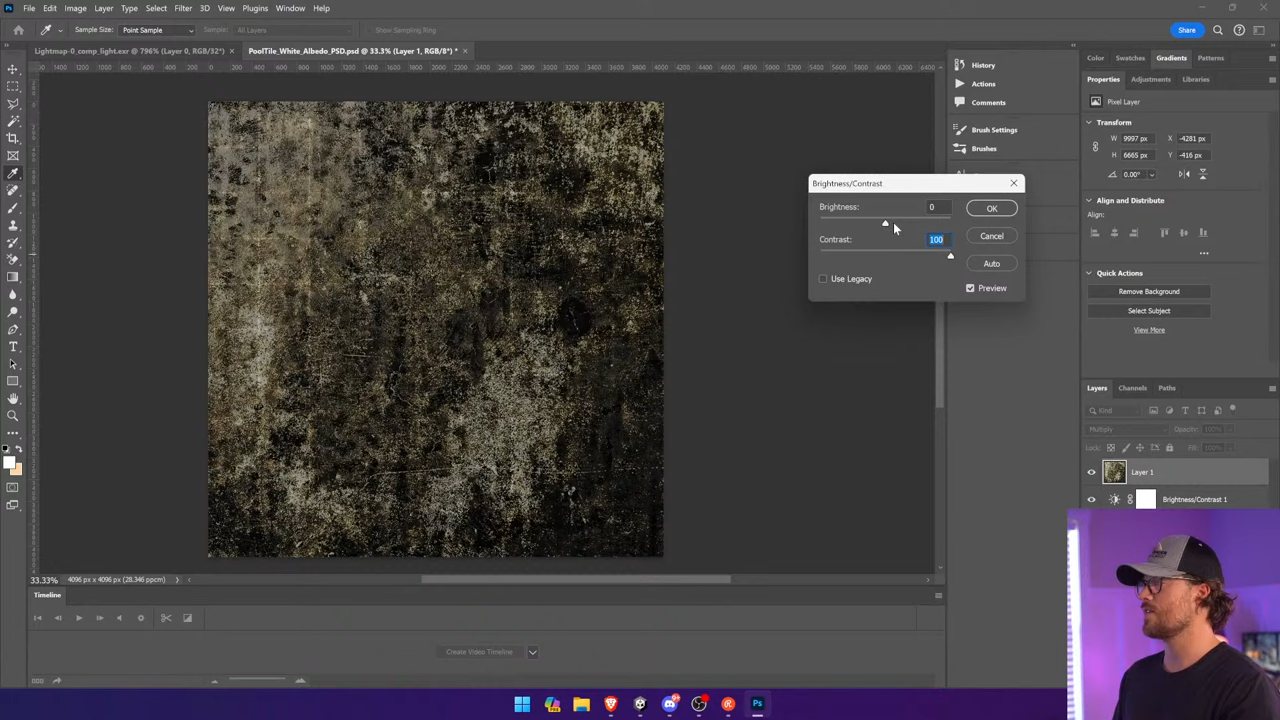 Ps File Edit Image Layer Type Select Filter 3D View Plugins Window Help
Sample Size: Point Sample Sample: All Layers Show Sampling Ring Share
Lightmap-0_comp_light.exr @ 796% (Layer 0, RGB/32*) × PoolTile_White_Albedo_PSD.psd @ 33.3% (Layer 1, RGB/8*) * ×
History
Actions
Comments
Brush Settings
Brushes
Color Swatches Gradients Patterns
Properties Adjustments Libraries
Pixel Layer
Transform
W 9997 px X -4281 px
H 6665 px Y -416 px
0.00°
Align and Distribute
Align:
Quick Actions
Remove Background
Select Subject
View More
Brightness/Contrast
Brightness: 0 OK
Contrast: 100 Cancel
Auto
Use Legacy Preview
Layers Channels Paths
Kind
Multiply Opacity: 100%
Lock: Fill: 100%
Layer 1
Brightness/Contrast 1
33.33% 4096 px x 4096 px (28.346 ppcm)
Timeline
Create Video Timeline